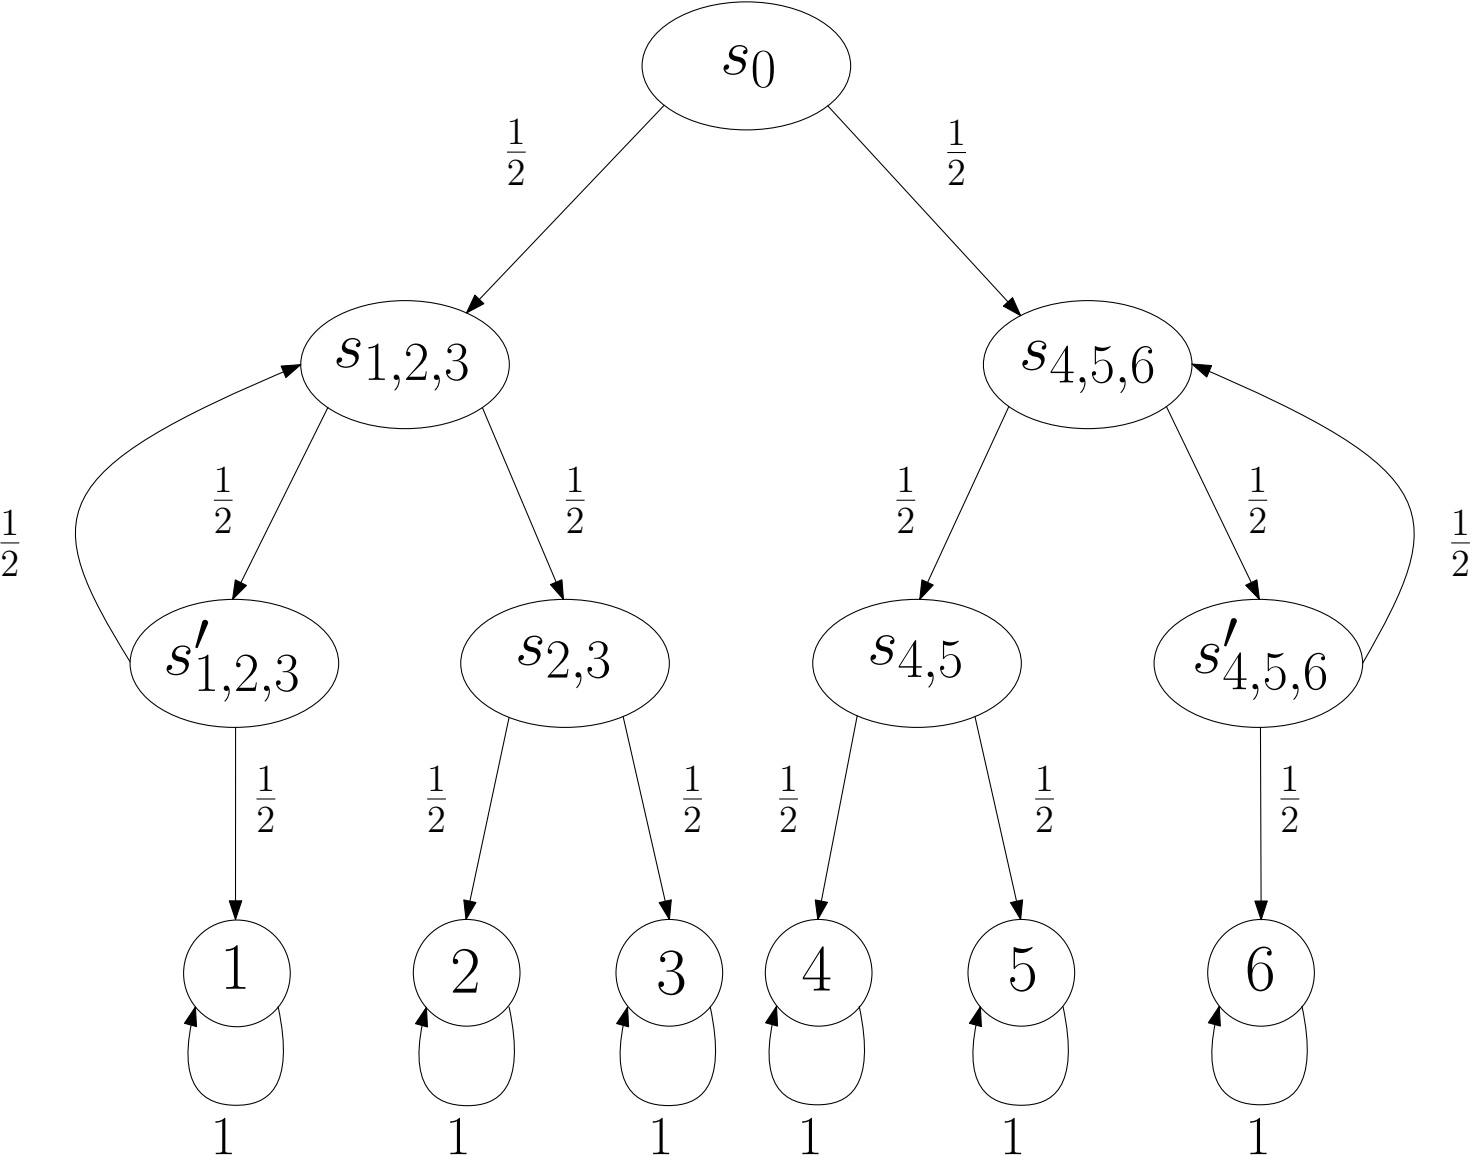 s₀
½ ½
s₁,₂,₃ s₄,₅,₆
½ ½ ½ ½ ½ ½
s′₁,₂,₃ s₂,₃ s₄,₅ s′₄,₅,₆
½ ½ ½ ½ ½ ½
1 2 3 4 5 6
1 1 1 1 1 1